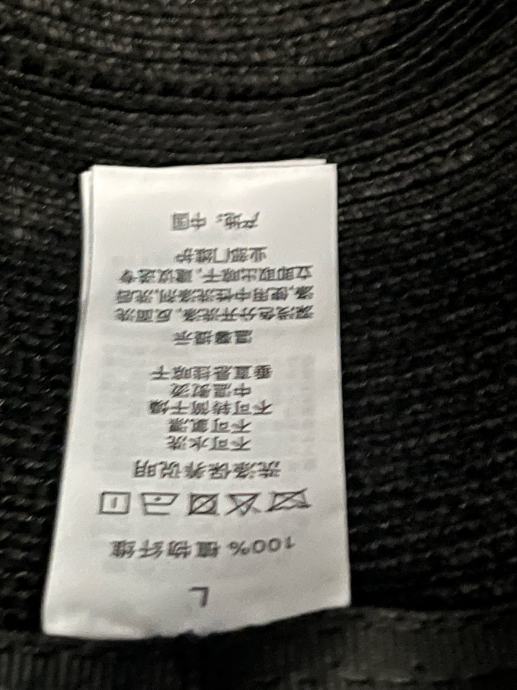 L
100% 植物纤维
洗涤保养说明
不可水洗
不可氯漂
不可转筒干燥
中温熨烫
垂直悬挂晾干
温馨提示
深浅色分开洗涤，反面洗
涤，使用中性洗涤剂，洗后
立即取出晾干，建议送专
业部门维护
产地：中国